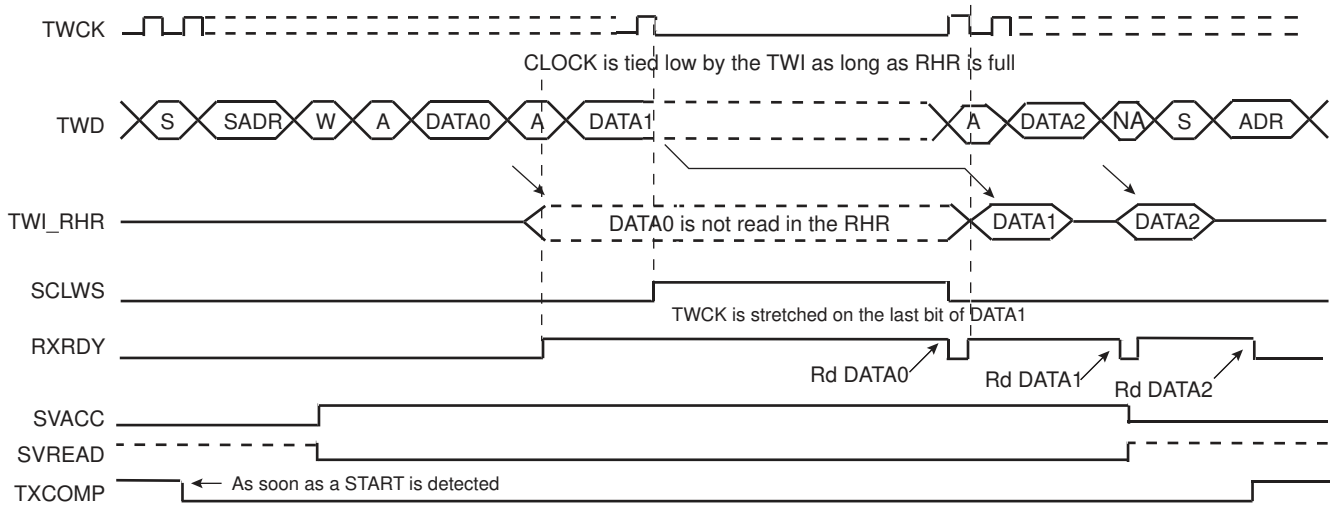 TWCK
CLOCK is tied low by the TWI as long as RHR is full
TWD S SADR W A DATA0 A DATA1 A DATA2 NA S ADR
TWI_RHR DATA0 is not read in the RHR DATA1 DATA2
SCLWS
TWCK is stretched on the last bit of DATA1
RXRDY
Rd DATA0 Rd DATA1 Rd DATA2
SVACC
SVREAD
TXCOMP As soon as a START is detected